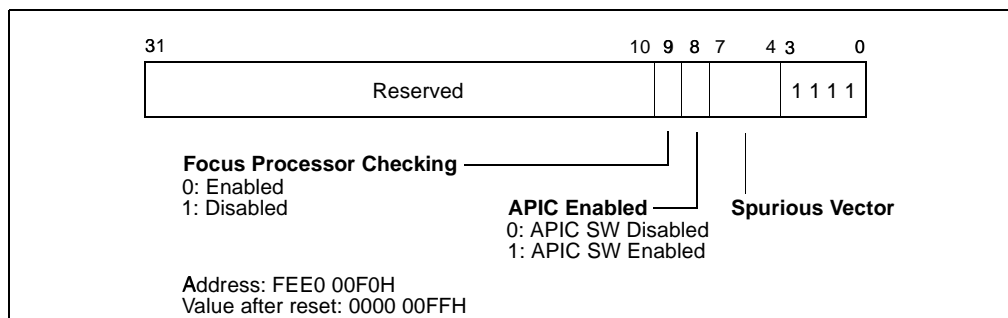 31 10 9 8 7 4 3 0
Reserved 1 1 1 1
Focus Processor Checking
0: Enabled
1: Disabled
APIC Enabled
0: APIC SW Disabled
1: APIC SW Enabled
Spurious Vector
Address: FEE0 00F0H
Value after reset: 0000 00FFH